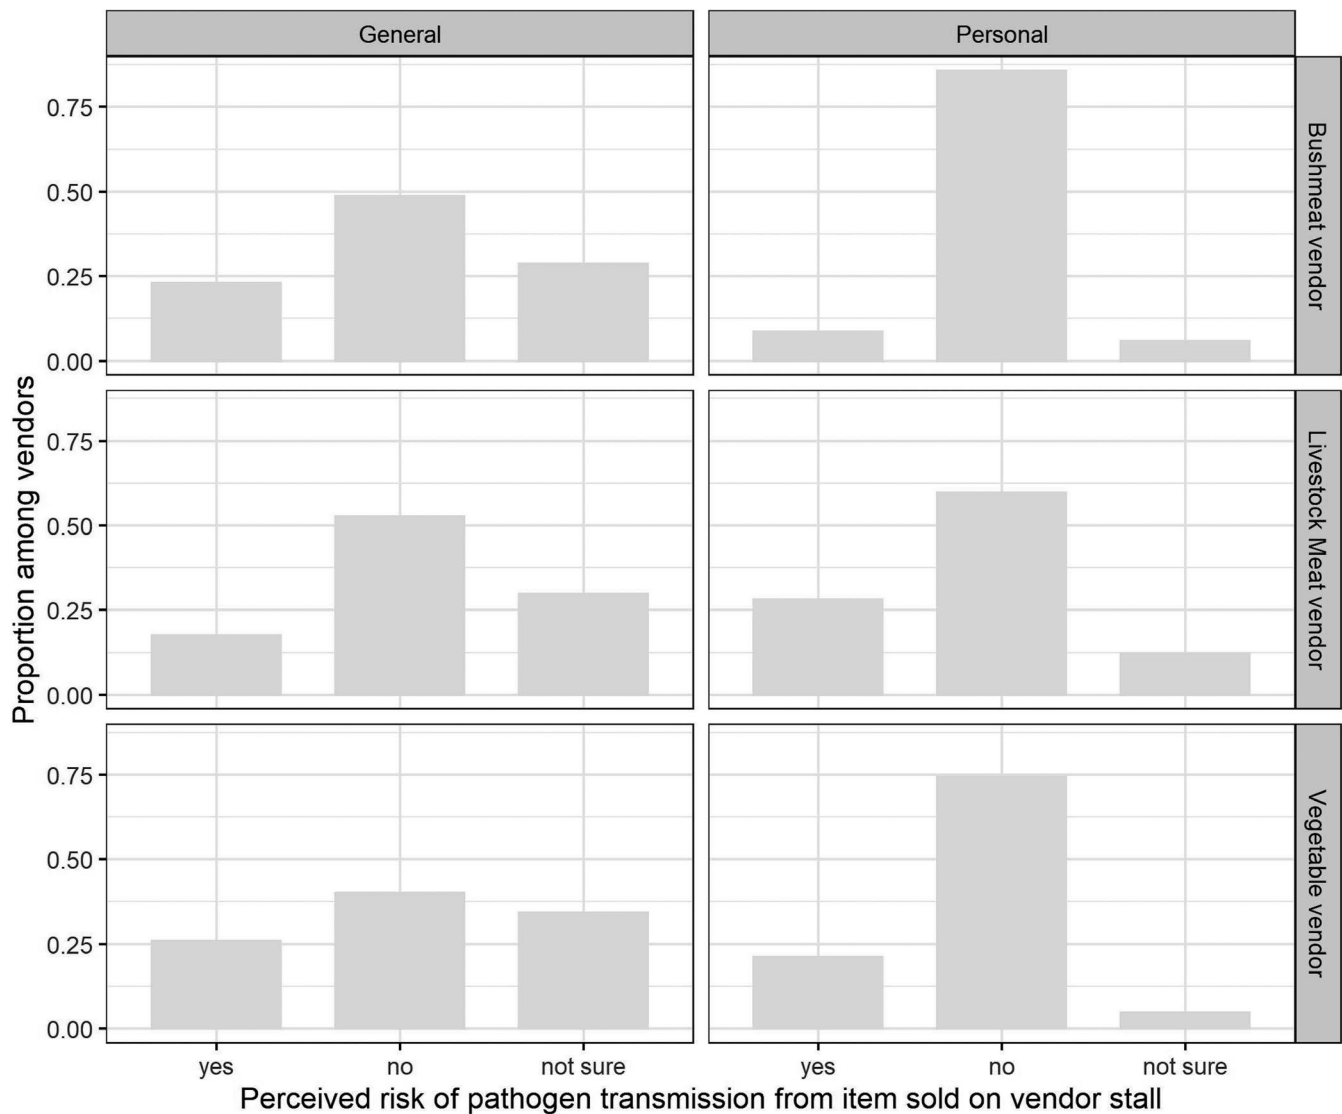 General
Personal
Proportion among vendors
0.75
0.50
0.25
0.00
Bushmeat vendor
0.75
0.50
0.25
0.00
Livestock Meat vendor
0.75
0.50
0.25
0.00
Vegetable vendor
yes no not sure
yes no not sure
Perceived risk of pathogen transmission from item sold on vendor stall